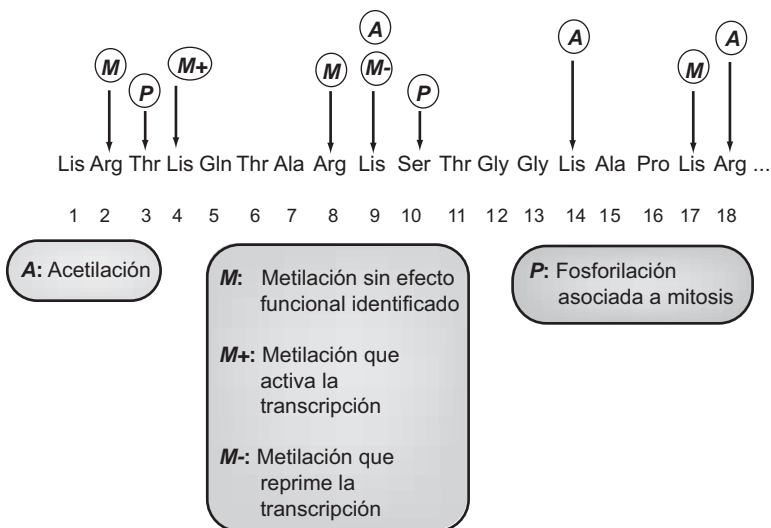 A A A
M M+ M M- M
P P
Lis Arg Thr Lis Gln Thr Ala Arg Lis Ser Thr Gly Gly Lis Ala Pro Lis Arg ...
1 2 3 4 5 6 7 8 9 10 11 12 13 14 15 16 17 18
A: Acetilación
M: Metilación sin efecto
funcional identificado
M+: Metilación que
activa la
transcripción
M-: Metilación que
reprime la
transcripción
P: Fosforilación
asociada a mitosis